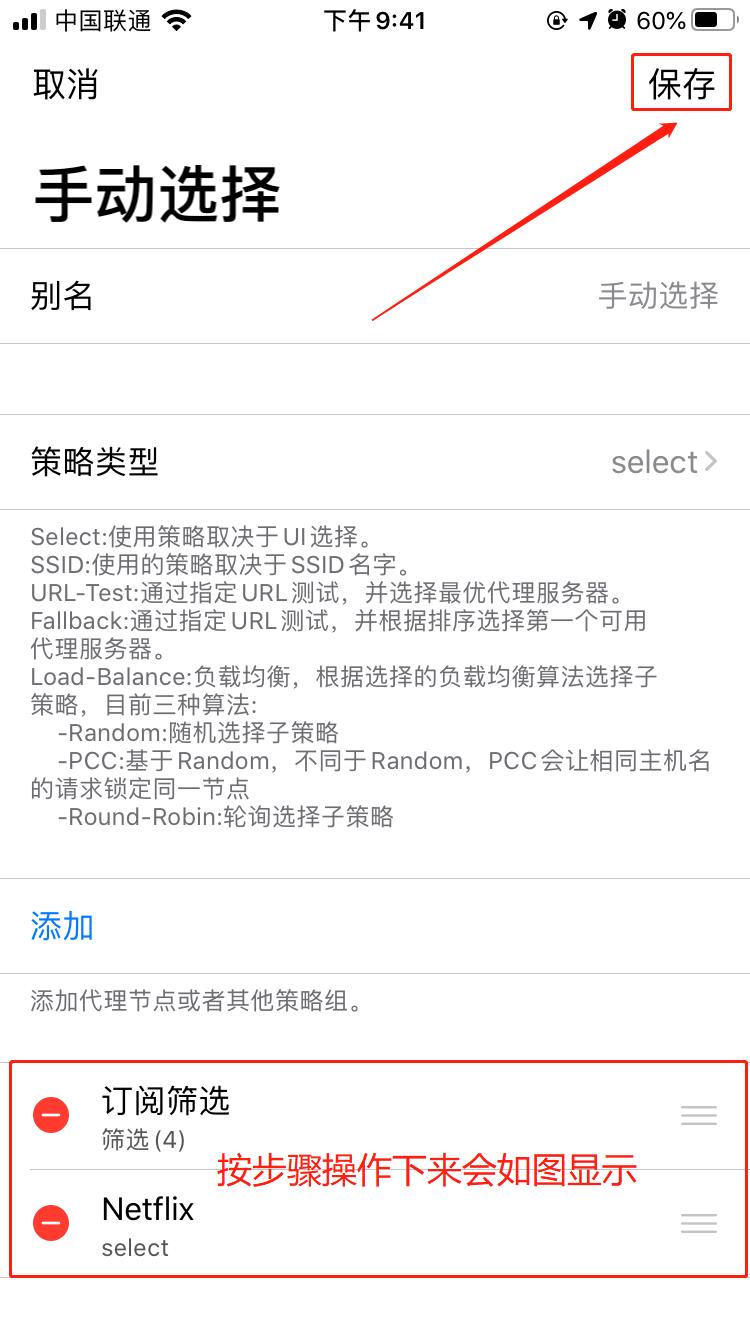 中国联通 下午9:41 60%
取消 保存
手动选择
别名 手动选择
策略类型 select
Select:使用策略取决于UI选择。
SSID:使用的策略取决于SSID名字。
URL-Test:通过指定URL测试，并选择最优代理服务器。
Fallback:通过指定URL测试，并根据排序选择第一个可用
代理服务器。
Load-Balance:负载均衡，根据选择的负载均衡算法选择子
策略，目前三种算法:
-Random:随机选择子策略
-PCC:基于Random，不同于Random，PCC会让相同主机名
的请求锁定同一节点
-Round-Robin:轮询选择子策略
添加
添加代理节点或者其他策略组。
订阅筛选
筛选(4)
按步骤操作下来会如图显示
Netflix
select